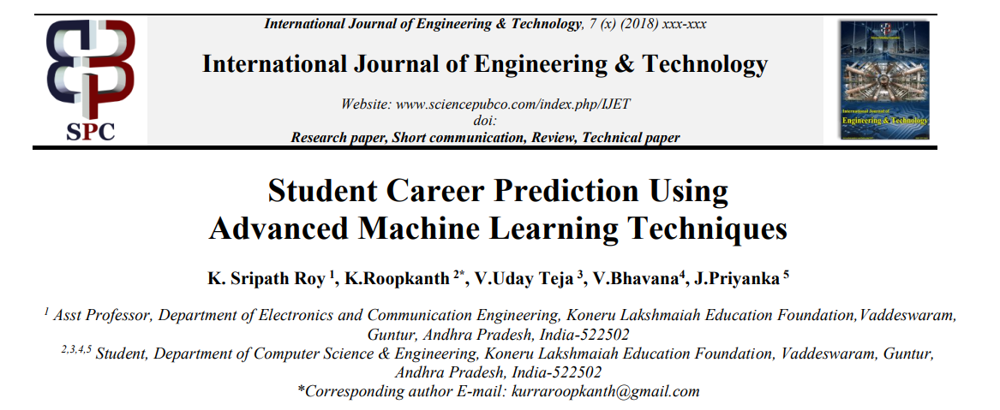 International Journal of Engineering & Technology, 7 (x) (2018) xxx-xxx
International Journal of Engineering & Technology
Website: www.sciencepubco.com/index.php/IJET
doi:
Research paper, Short communication, Review, Technical paper
SPC
International Journal of
Engineering & Technology
Student Career Prediction Using
Advanced Machine Learning Techniques
K. Sripath Roy 1, K.Roopkanth 2*, V.Uday Teja 3, V.Bhavana4, J.Priyanka 5
1 Asst Professor, Department of Electronics and Communication Engineering, Koneru Lakshmaiah Education Foundation,Vaddeswaram,
Guntur, Andhra Pradesh, India-522502
2,3,4,5 Student, Department of Computer Science & Engineering, Koneru Lakshmaiah Education Foundation, Vaddeswaram, Guntur,
Andhra Pradesh, India-522502
*Corresponding author E-mail: kurraroopkanth@gmail.com